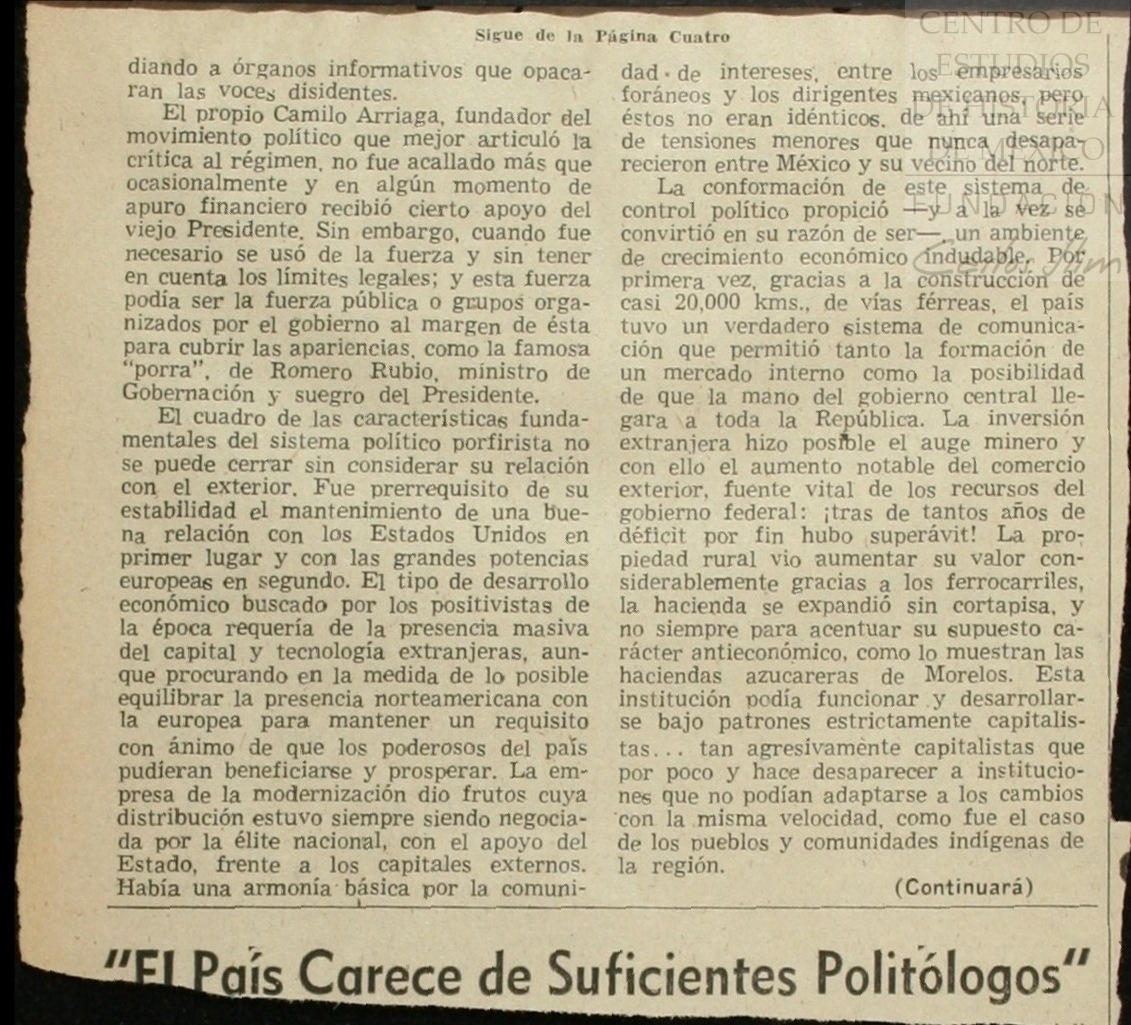 Sigue de la Página Cuatro
diando a órganos informativos que opaca-
ran las voces disidentes.
El propio Camilo Arriaga, fundador del
movimiento político que mejor articuló la
crítica al régimen, no fue acallado más que
ocasionalmente y en algún momento de
apuro financiero recibió cierto apoyo del
viejo Presidente. Sin embargo, cuando fue
necesario se usó de la fuerza y sin tener
en cuenta los límites legales; y esta fuerza
podía ser la fuerza pública o grupos orga-
nizados por el gobierno al margen de ésta
para cubrir las apariencias, como la famosa
"porra", de Romero Rubio, ministro de
Gobernación y suegro del Presidente.
El cuadro de las características funda-
mentales del sistema político porfirista no
se puede cerrar sin considerar su relación
con el exterior. Fue prerrequisito de su
estabilidad el mantenimiento de una bue-
na relación con los Estados Unidos en
primer lugar y con las grandes potencias
europeas en segundo. El tipo de desarrollo
económico buscado por los positivistas de
la época requería de la presencia masiva
del capital y tecnología extranjeras, aun-
que procurando en la medida de lo posible
equilibrar la presencia norteamericana con
la europea para mantener un requisito
con ánimo de que los poderosos del país
pudieran beneficiarse y prosperar. La em-
presa de la modernización dio frutos cuya
distribución estuvo siempre siendo negocia-
da por la élite nacional, con el apoyo del
Estado, frente a los capitales externos.
Había una armonía básica por la comuni-
dad de intereses, entre los empresarios
foráneos y los dirigentes mexicanos, pero
éstos no eran idénticos, de ahí una serie
de tensiones menores que nunca desapa-
recieron entre México y su vecino del norte.
La conformación de este sistema de
control político propició —y a la vez se
convirtió en su razón de ser—, un ambiente
de crecimiento económico indudable. Por
primera vez, gracias a la construcción de
casi 20,000 kms., de vías férreas, el país
tuvo un verdadero sistema de comunica-
ción que permitió tanto la formación de
un mercado interno como la posibilidad
de que la mano del gobierno central lle-
gara a toda la República. La inversión
extranjera hizo posible el auge minero y
con ello el aumento notable del comercio
exterior, fuente vital de los recursos del
gobierno federal: ¡tras de tantos años de
déficit por fin hubo superávit! La pro-
piedad rural vio aumentar su valor con-
siderablemente gracias a los ferrocarriles,
la hacienda se expandió sin cortapisa, y
no siempre para acentuar su supuesto ca-
rácter antieconómico, como lo muestran las
haciendas azucareras de Morelos. Esta
institución podía funcionar y desarrollar-
se bajo patrones estrictamente capitalis-
tas... tan agresivamente capitalistas que
por poco y hace desaparecer a institucio-
nes que no podían adaptarse a los cambios
con la misma velocidad, como fue el caso
de los pueblos y comunidades indígenas de
la región.
(Continuará)
"El País Carece de Suficientes Politólogos"
CENTRO DE
ESTUDIOS
DE HISTORIA
DE MÉXICO
FUNDACIÓN
Carlos Slim